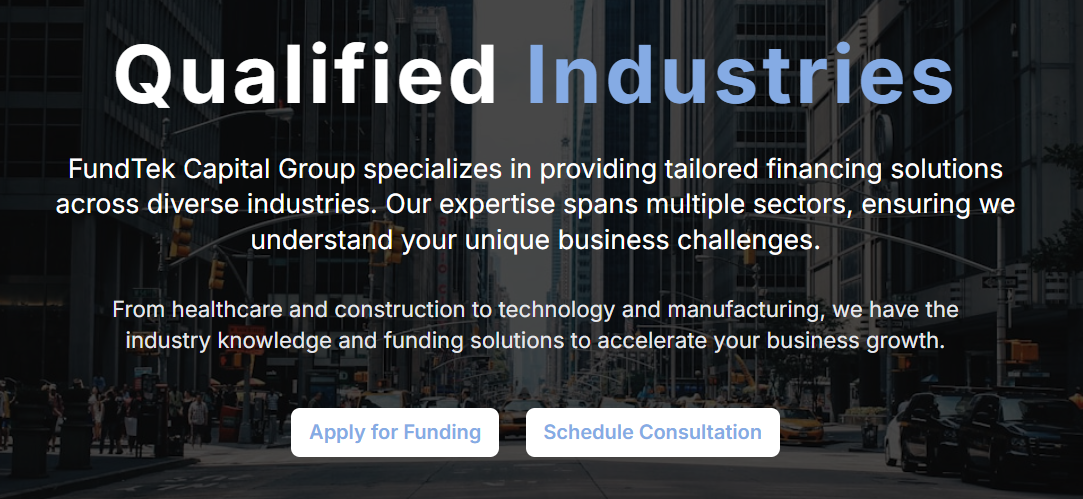 Qualified Industries
FundTek Capital Group specializes in providing tailored financing solutions
across diverse industries. Our expertise spans multiple sectors, ensuring we
understand your unique business challenges.
From healthcare and construction to technology and manufacturing, we have the
industry knowledge and funding solutions to accelerate your business growth.
Apply for Funding
Schedule Consultation